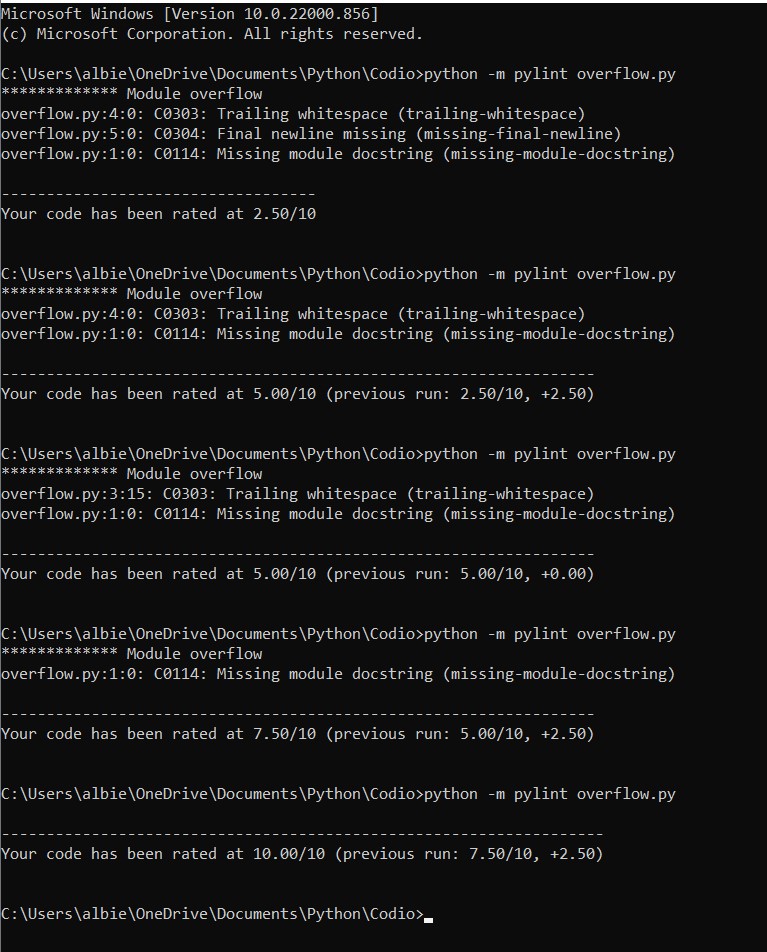 Microsoft Windows [Version 10.0.22000.856]
(c) Microsoft Corporation. All rights reserved.
C:\Users\albie\OneDrive\Documents\Python\Codio>python -m pylint overflow.py
************* Module overflow
overflow.py:4:0: C0303: Trailing whitespace (trailing-whitespace)
overflow.py:5:0: C0304: Final newline missing (missing-final-newline)
overflow.py:1:0: C0114: Missing module docstring (missing-module-docstring)
-----------------------------------
Your code has been rated at 2.50/10
C:\Users\albie\OneDrive\Documents\Python\Codio>python -m pylint overflow.py
************* Module overflow
overflow.py:4:0: C0303: Trailing whitespace (trailing-whitespace)
overflow.py:1:0: C0114: Missing module docstring (missing-module-docstring)
------------------------------------------------------------------
Your code has been rated at 5.00/10 (previous run: 2.50/10, +2.50)
C:\Users\albie\OneDrive\Documents\Python\Codio>python -m pylint overflow.py
************* Module overflow
overflow.py:3:15: C0303: Trailing whitespace (trailing-whitespace)
overflow.py:1:0: C0114: Missing module docstring (missing-module-docstring)
------------------------------------------------------------------
Your code has been rated at 5.00/10 (previous run: 5.00/10, +0.00)
C:\Users\albie\OneDrive\Documents\Python\Codio>python -m pylint overflow.py
************* Module overflow
overflow.py:1:0: C0114: Missing module docstring (missing-module-docstring)
------------------------------------------------------------------
Your code has been rated at 7.50/10 (previous run: 5.00/10, +2.50)
C:\Users\albie\OneDrive\Documents\Python\Codio>python -m pylint overflow.py
-------------------------------------------------------------------
Your code has been rated at 10.00/10 (previous run: 7.50/10, +2.50)
C:\Users\albie\OneDrive\Documents\Python\Codio>